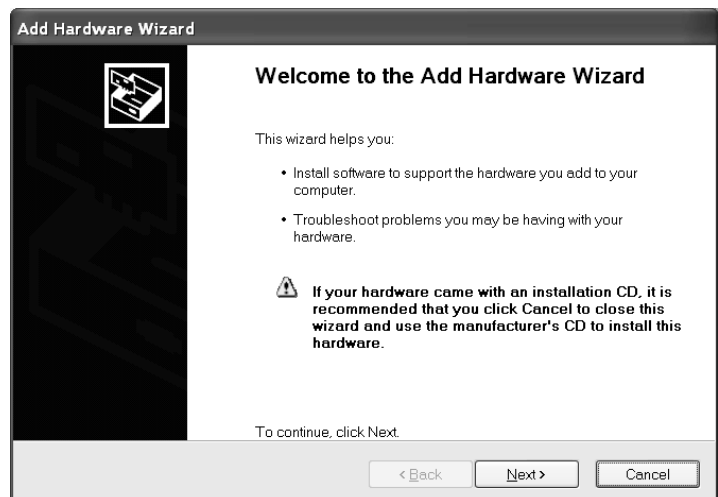 Add Hardware Wizard
Welcome to the Add Hardware Wizard
This wizard helps you:
• Install software to support the hardware you add to your
computer.
• Troubleshoot problems you may be having with your
hardware.
If your hardware came with an installation CD, it is
recommended that you click Cancel to close this
wizard and use the manufacturer's CD to install this
hardware.
To continue, click Next.
< Back Next > Cancel